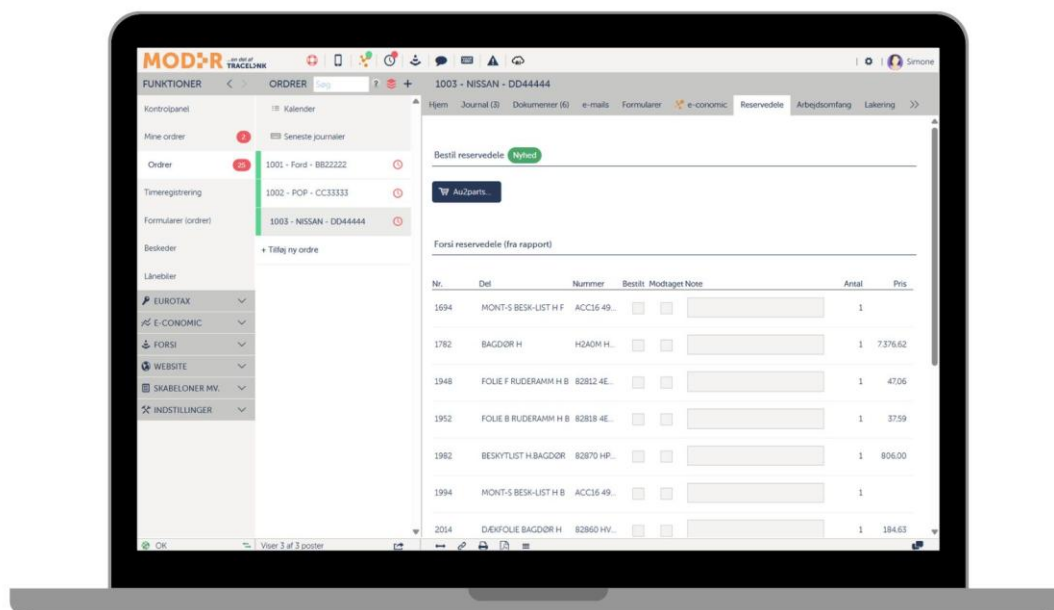 MOD:R ...en del af TRACELINK
Simone
FUNKTIONER
ORDRER Søg ?
1003 - NISSAN - DD44444
Hjem Journal (3) Dokumenter (6) e-mails Formularer e-conomic Reservedele Arbejdsomfang Lakering
Kontrolpanel
Mine ordrer 2
Ordrer 25
Timeregistrering
Formularer (ordrer)
Beskeder
Lånebiler
EUROTAX
E-CONOMIC
FORSI
WEBSITE
SKABELONER MV.
INDSTILLINGER
OK
Kalender
Seneste journaler
1001 - Ford - BB22222
1002 - POP - CC33333
1003 - NISSAN - DD44444
+ Tilføj ny ordre
Viser 3 af 3 poster
Bestil reservedele Nyhed
Au2parts...
Forsi reservedele (fra rapport)
Nr. Del Nummer Bestilt Modtaget Note Antal Pris
1694 MONT-S BESK-LIST H F ACC16 49... 1
1782 BAGDØR H H2A0M H... 1 7.376,62
1948 FOLIE F RUDERAMM H B 82812 4E... 1 47,06
1952 FOLIE B RUDERAMM H B 82818 4E... 1 37,59
1982 BESKYTLIST H.BAGDØR 82870 HP... 1 806,00
1994 MONT-S BESK-LIST H B ACC16 49... 1
2014 DÆKFOLIE BAGDØR H 82860 HV... 1 184,63